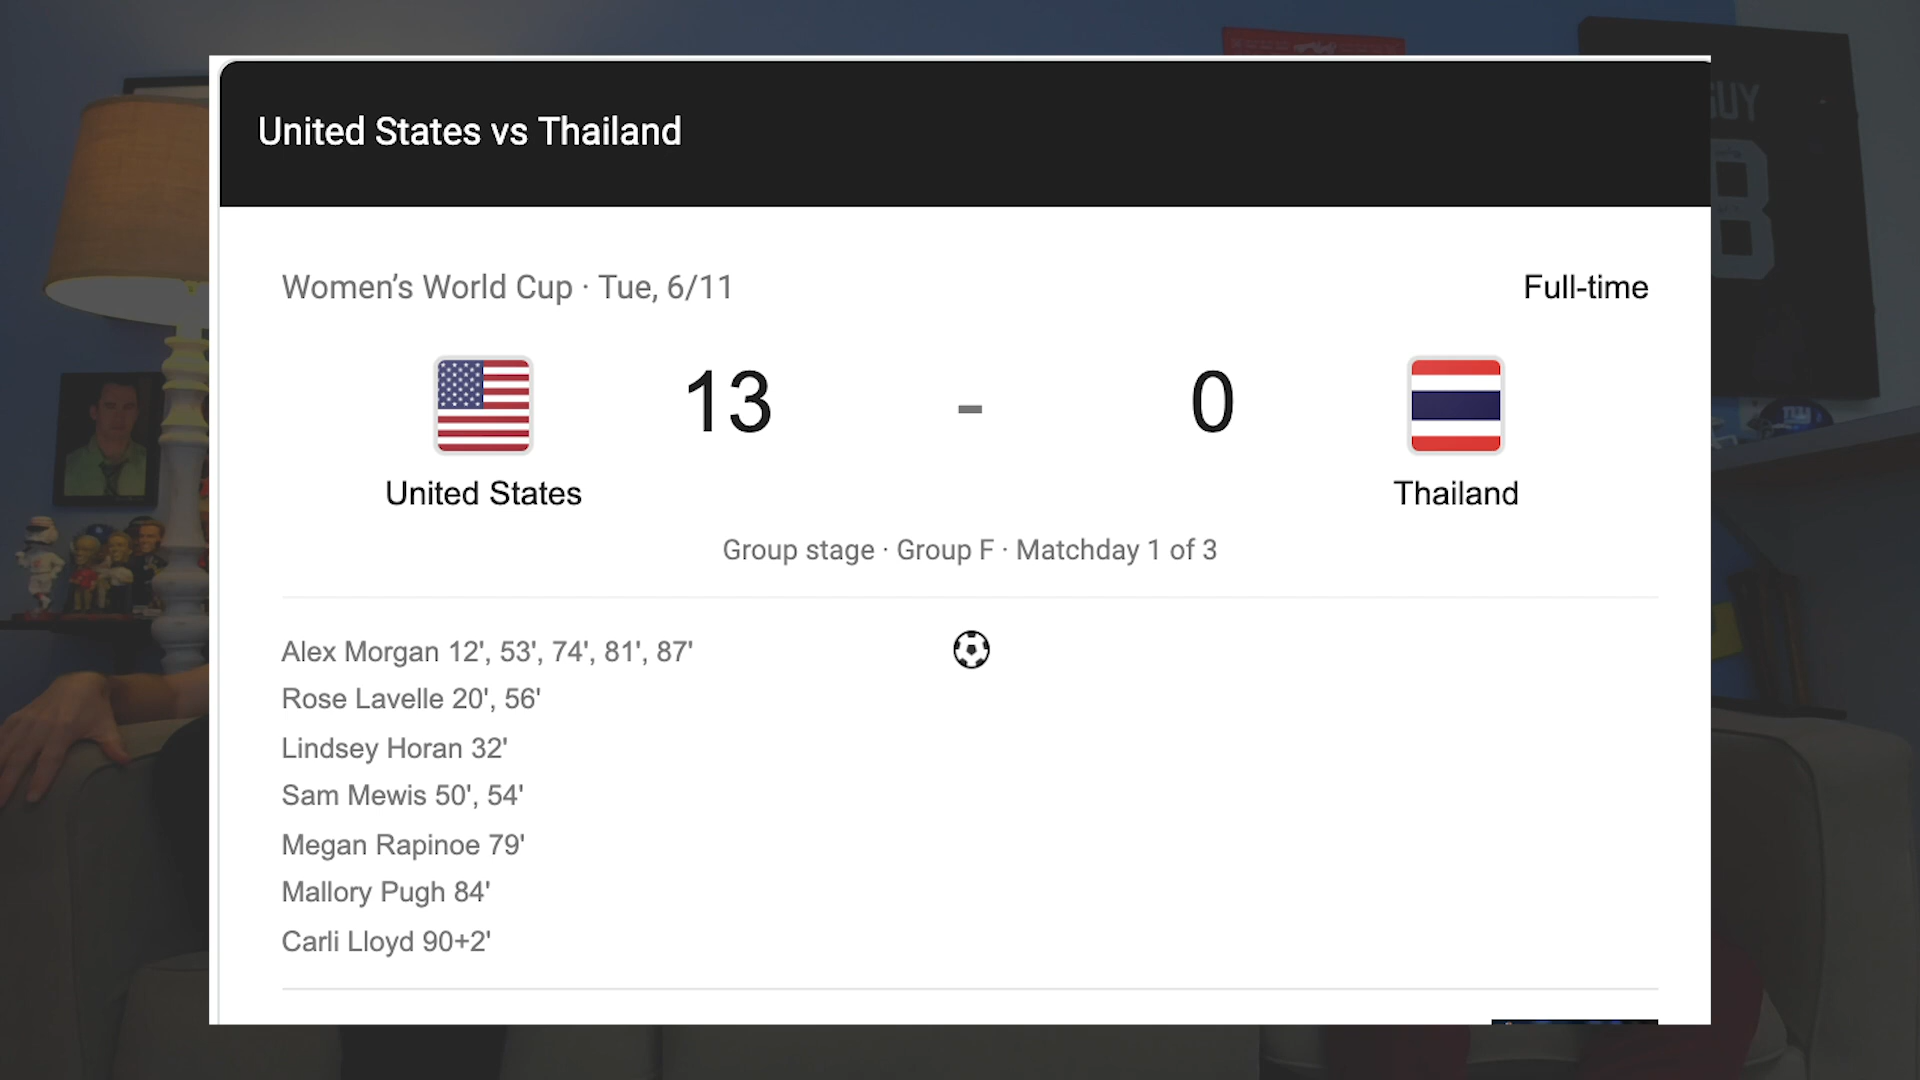 United States vs Thailand
Women’s World Cup · Tue, 6/11
Full-time
13 - 0
United States
Thailand
Group stage · Group F · Matchday 1 of 3
Alex Morgan 12', 53', 74', 81', 87'
Rose Lavelle 20', 56'
Lindsey Horan 32'
Sam Mewis 50', 54'
Megan Rapinoe 79'
Mallory Pugh 84'
Carli Lloyd 90+2'